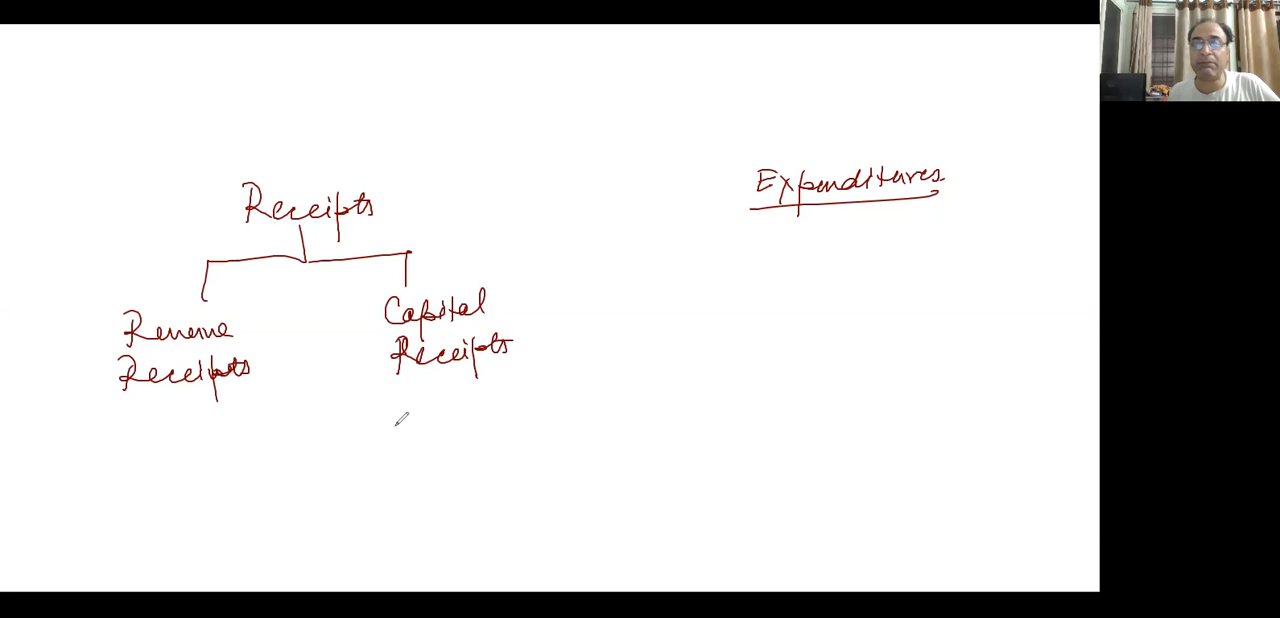 Receipts
Revenue
Receipts
Capital
Receipts
Expenditures